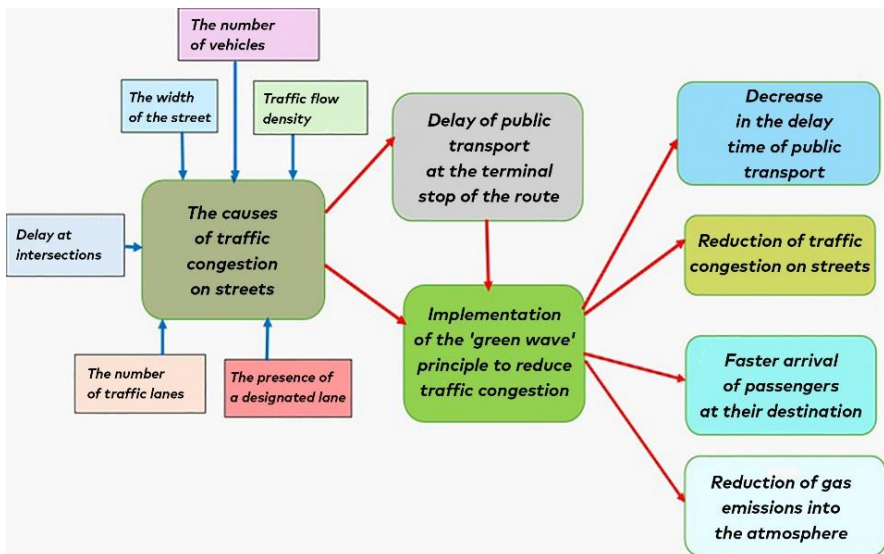 The number
of vehicles
The width
of the street
Traffic flow
density
Delay at
intersections
The causes
of traffic
congestion
on streets
The number
of traffic lanes
The presence of
a designated lane
Delay of public
transport
at the terminal
stop of the route
Implementation
of the 'green wave'
principle to reduce
traffic congestion
Decrease
in the delay
time of public
transport
Reduction of traffic
congestion on streets
Faster arrival
of passengers
at their destination
Reduction of gas
emissions into
the atmosphere